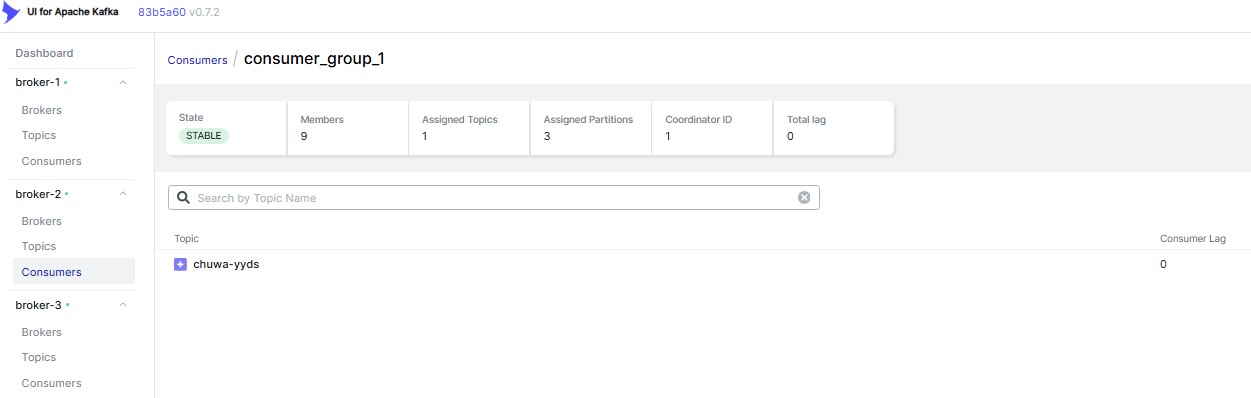 UI for Apache Kafka 83b5a60 v0.7.2
Dashboard
broker-1
Brokers
Topics
Consumers
broker-2
Brokers
Topics
Consumers
broker-3
Brokers
Topics
Consumers
Consumers / consumer_group_1
State
STABLE
Members
9
Assigned Topics
1
Assigned Partitions
3
Coordinator ID
1
Total lag
0
Search by Topic Name
Topic Consumer Lag
chuwa-yyds 0